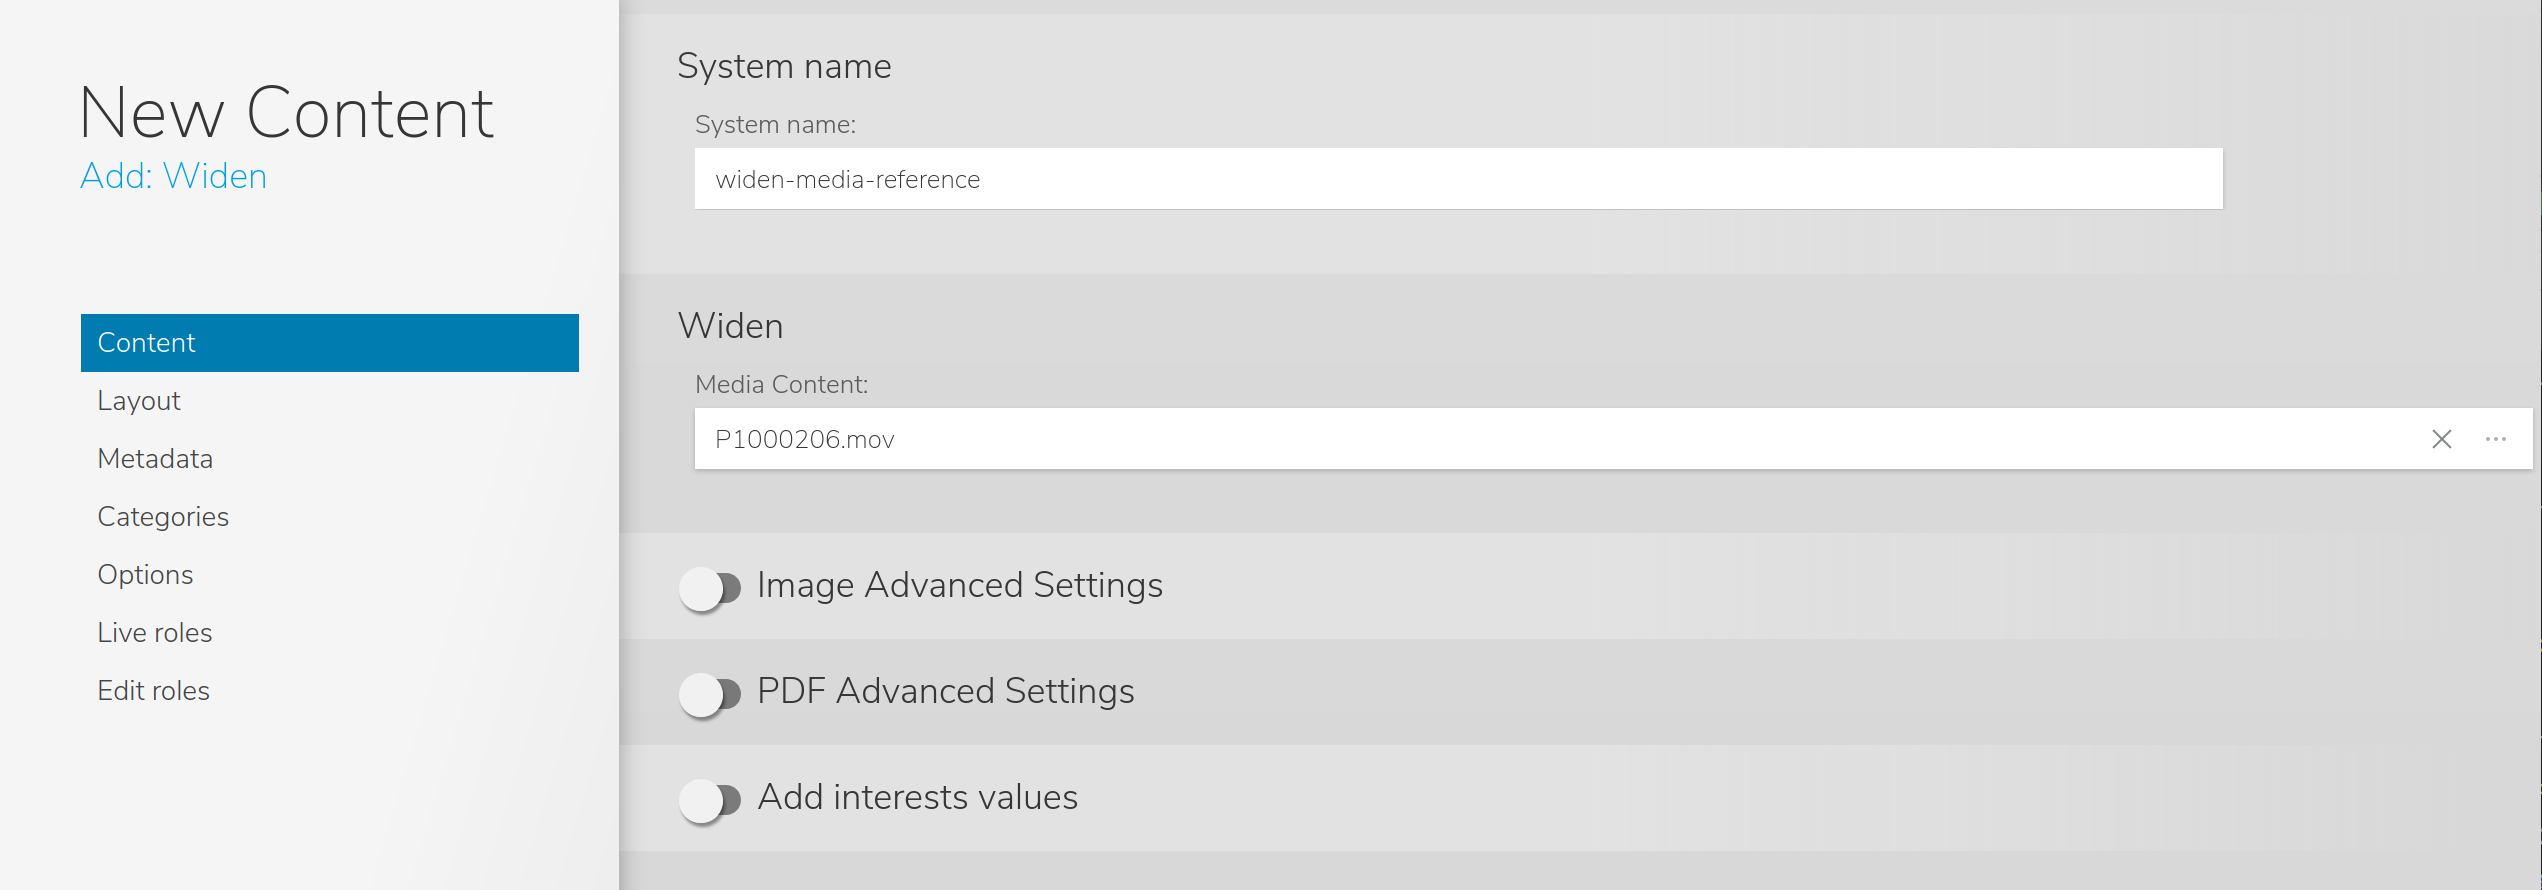 New Content
Add: Widen
Content
Layout
Metadata
Categories
Options
Live roles
Edit roles
System name
System name:
widen-media-reference
Widen
Media Content:
P1000206.mov
Image Advanced Settings
PDF Advanced Settings
Add interests values